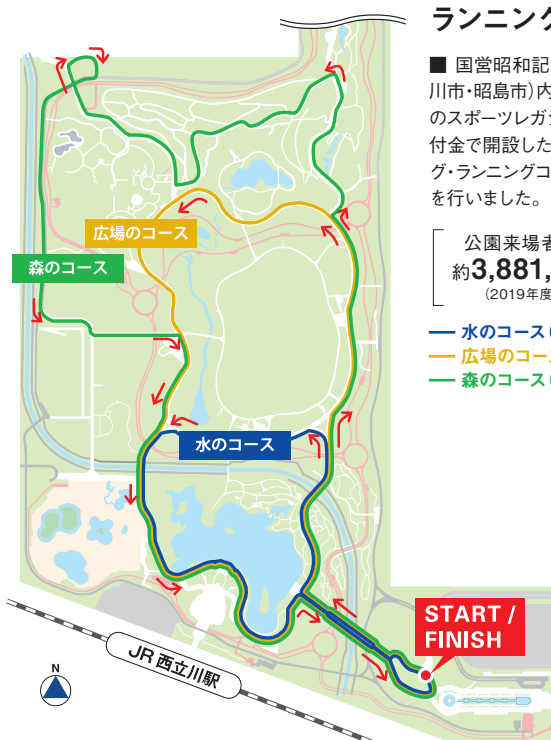 ランニング
■ 国営昭和記
川市・昭島市)内
のスポーツレガ
付金で開設した
グ・ランニングコ
を行いました。
公園来場者
約3,881,
(2019年度
水のコース
広場のコース
森のコース
広場のコース
森のコース
水のコース
START /
FINISH
JR 西立川駅
N